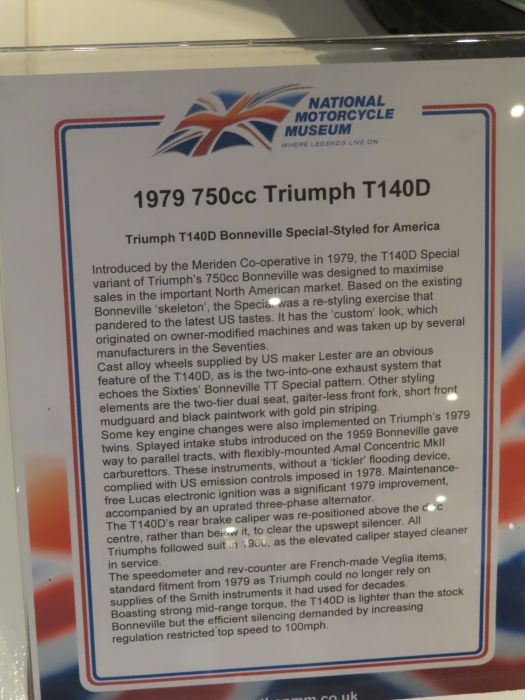 NATIONAL
MOTORCYCLE
MUSEUM
WHERE LEGENDS LIVE ON
1979 750cc Triumph T140D
Triumph T140D Bonneville Special-Styled for America
Introduced by the Meriden Co-operative in 1979, the T140D Special
variant of Triumph's 750cc Bonneville was designed to maximise
sales in the important North American market. Based on the existing
Bonneville 'skeleton', the Special was a re-styling exercise that
pandered to the latest US tastes. It has the 'custom' look, which
originated on owner-modified machines and was taken up by several
manufacturers in the Seventies.
Cast alloy wheels supplied by US maker Lester are an obvious
feature of the T140D, as is the two-into-one exhaust system that
echoes the Sixties' Bonneville TT Special pattern. Other styling
elements are the two-tier dual seat, gaiter-less front fork, short front
mudguard and black paintwork with gold pin striping.
Some key engine changes were also implemented on Triumph's 1979
twins. Splayed intake stubs introduced on the 1959 Bonneville gave
way to parallel tracts, with flexibly-mounted Amal Concentric MkII
carburettors. These instruments, without a 'tickler' flooding device,
complied with US emission controls imposed in 1978. Maintenance-
free Lucas electronic ignition was a significant 1979 improvement,
accompanied by an uprated three-phase alternator.
The T140D's rear brake caliper was re-positioned above the disc
centre, rather than below it, to clear the upswept silencer. All
Triumphs followed suit in 1980, as the elevated caliper stayed cleaner
in service.
The speedometer and rev-counter are French-made Veglia items,
standard fitment from 1979 as Triumph could no longer rely on
supplies of the Smith instruments it had used for decades.
Boasting strong mid-range torque, the T140D is lighter than the stock
Bonneville but the efficient silencing demanded by increasing
regulation restricted top speed to 100mph.